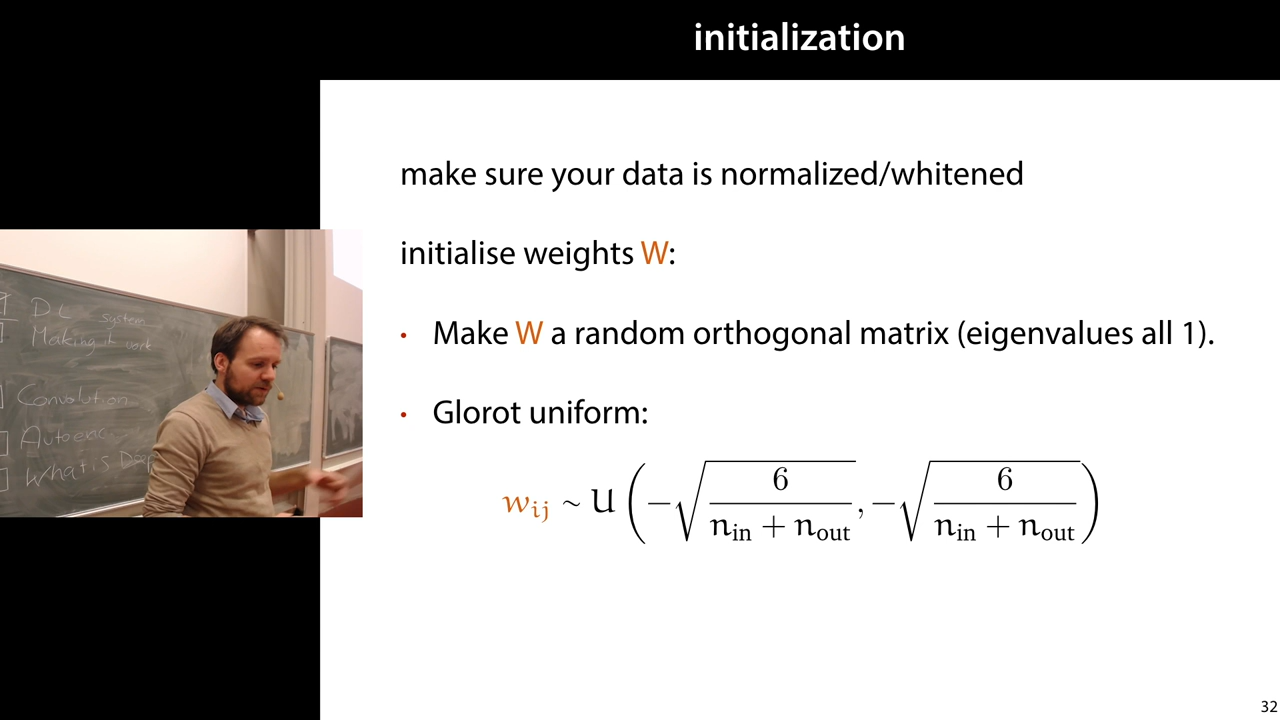 initialization
make sure your data is normalized/whitened
initialise weights W:
• Make W a random orthogonal matrix (eigenvalues all 1).
• Glorot uniform:
w_ij ~ U(-√(6/(n_in + n_out)), -√(6/(n_in + n_out)))
DL system
Making it work
Convolution
Autoenc
What is Deep
32